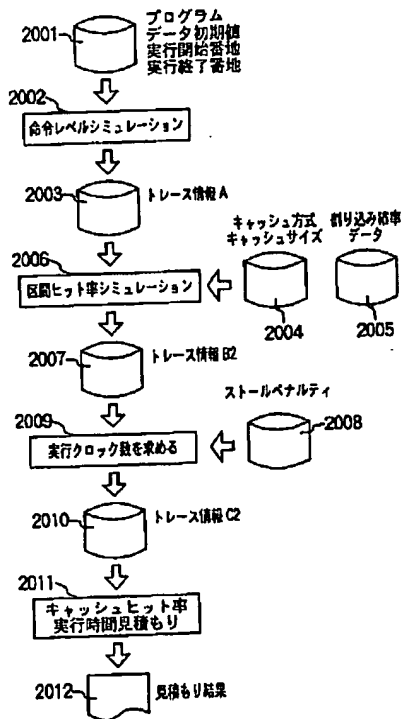 2001
プログラム
データ初期値
実行開始番地
実行終了番地
2002
命令レベルシミュレーション
2003
トレース情報A
キャッシュ方式
キャッシュサイズ
割り込み確率
データ
2006
区間ヒット率シミュレーション
2004
2005
2007
トレース情報B2
ストールペナルティ
2009
実行クロック数を求める
2008
2010
トレース情報C2
2011
キャッシュヒット率
実行時間見積もり
2012
見積もり結果